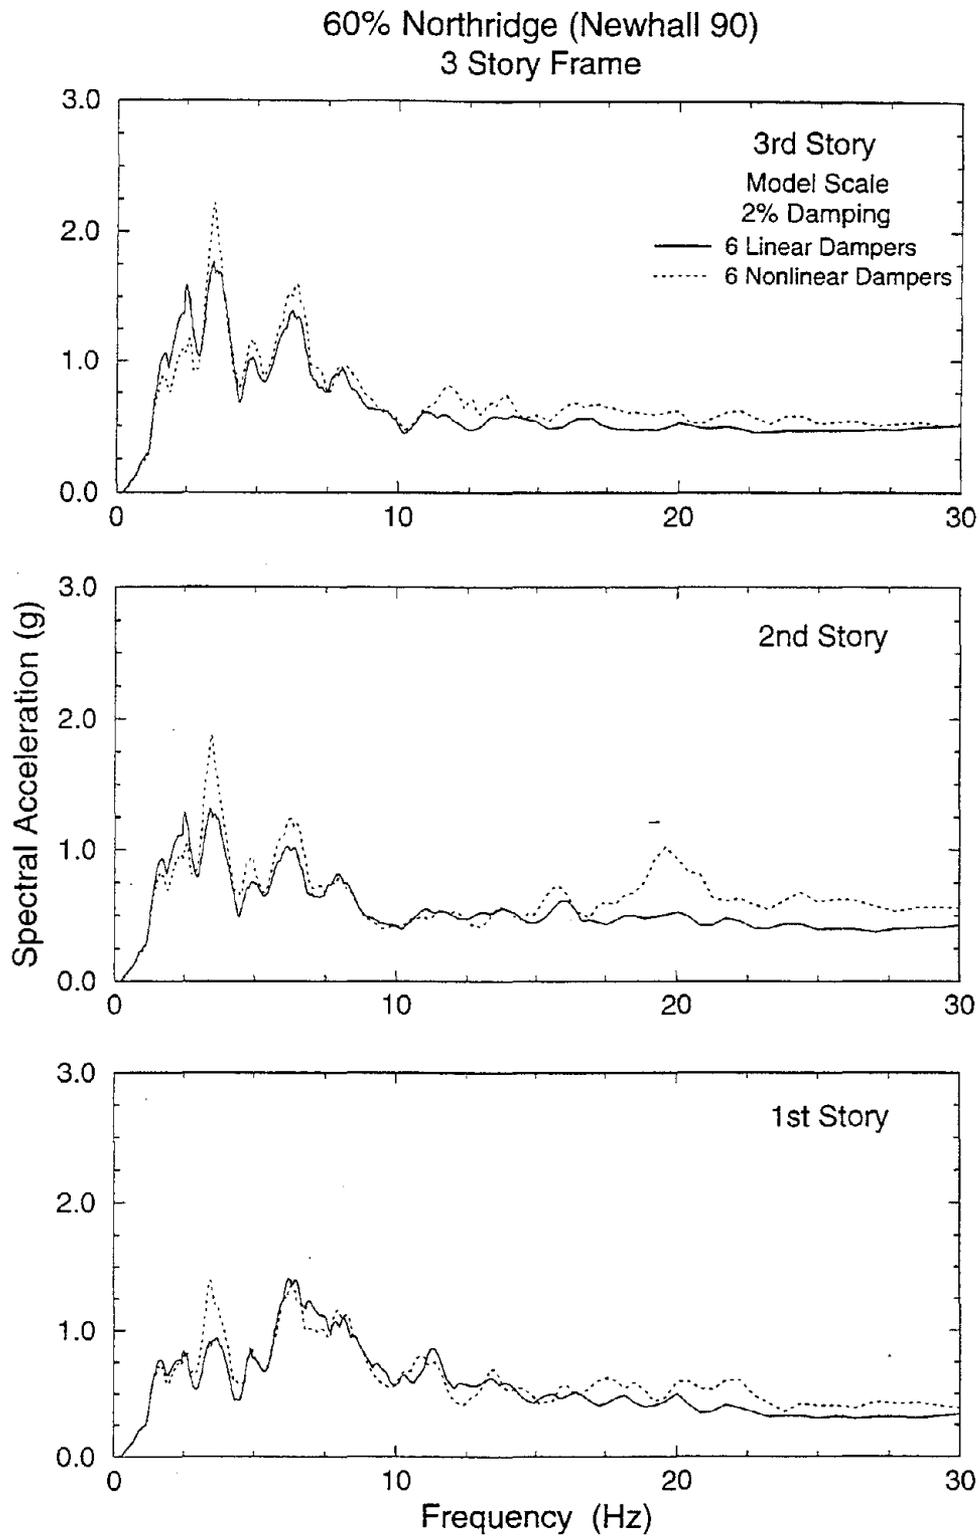 60% Northridge (Newhall 90)
3 Story Frame
3.0
2.0
1.0
0.0
0
10
20
30
3rd Story
Model Scale
2% Damping
6 Linear Dampers
6 Nonlinear Dampers
Spectral Acceleration (g)
3.0
2.0
1.0
0.0
0
10
20
30
2nd Story
3.0
2.0
1.0
0.0
0
10
20
30
1st Story
Frequency (Hz)